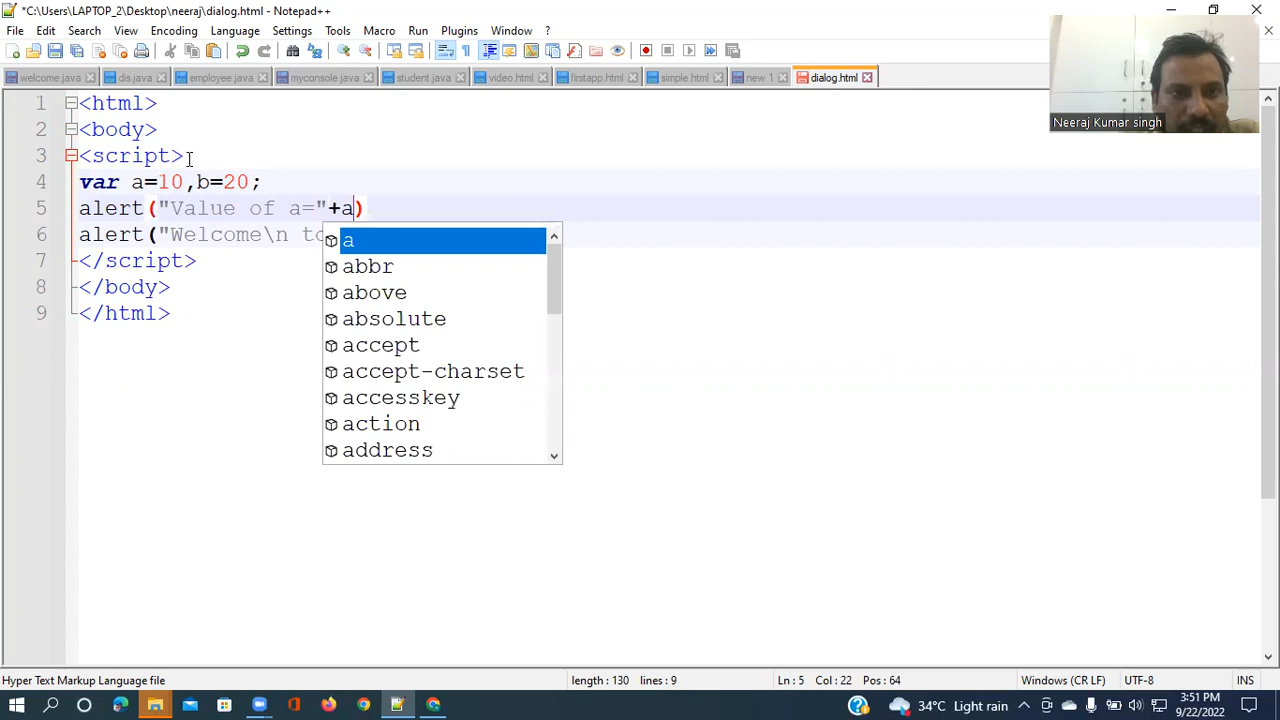 *C:\Users\LAPTOP_2\Desktop\neeraj\dialog.html - Notepad++
File Edit Search View Encoding Language Settings Tools Macro Run Plugins Window ?
welcome.java dis.java employee.java myconsole.java student.java video.html firstapp.html simple.html new 1 dialog.html
Neeraj Kumar singh
1 <html>
2 <body>
3 <script>
4 var a=10,b=20;
5 alert("Value of a="+a)
6 alert("Welcome\n to
7 </script>
8 </body>
9 </html>
a
abbr
above
absolute
accept
accept-charset
accesskey
action
address
Hyper Text Markup Language file length : 130 lines : 9 Ln : 5 Col : 22 Pos : 64 Windows (CR LF) UTF-8 INS
34°C Light rain
3:51 PM
9/22/2022